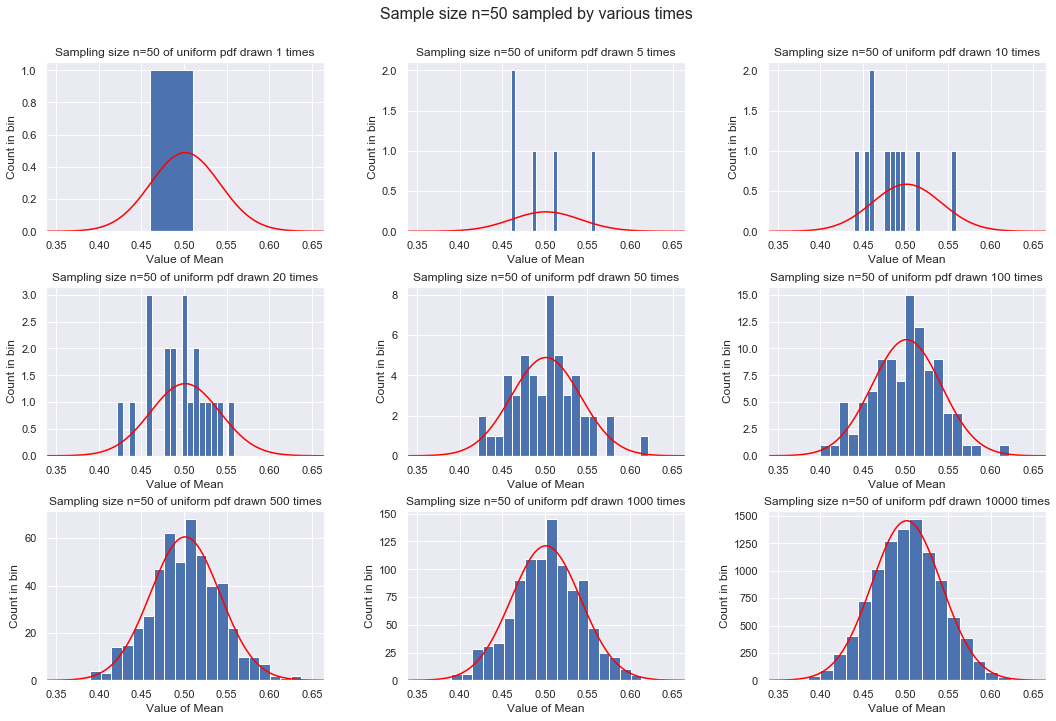 Sample size n=50 sampled by various times
Sampling size n=50 of uniform pdf drawn 1 times
Count in bin
1.0
0.8
0.6
0.4
0.2
0.0
0.35 0.40 0.45 0.50 0.55 0.60 0.65
Value of Mean
Sampling size n=50 of uniform pdf drawn 5 times
Count in bin
2.0
1.5
1.0
0.5
0.0
0.35 0.40 0.45 0.50 0.55 0.60 0.65
Value of Mean
Sampling size n=50 of uniform pdf drawn 10 times
Count in bin
2.0
1.5
1.0
0.5
0.0
0.35 0.40 0.45 0.50 0.55 0.60 0.65
Value of Mean
Sampling size n=50 of uniform pdf drawn 20 times
Count in bin
3.0
2.5
2.0
1.5
1.0
0.5
0.0
0.35 0.40 0.45 0.50 0.55 0.60 0.65
Value of Mean
Sampling size n=50 of uniform pdf drawn 50 times
Count in bin
8
6
4
2
0
0.35 0.40 0.45 0.50 0.55 0.60 0.65
Value of Mean
Sampling size n=50 of uniform pdf drawn 100 times
Count in bin
15.0
12.5
10.0
7.5
5.0
2.5
0.0
0.35 0.40 0.45 0.50 0.55 0.60 0.65
Value of Mean
Sampling size n=50 of uniform pdf drawn 500 times
Count in bin
60
40
20
0
0.35 0.40 0.45 0.50 0.55 0.60 0.65
Value of Mean
Sampling size n=50 of uniform pdf drawn 1000 times
Count in bin
150
125
100
75
50
25
0
0.35 0.40 0.45 0.50 0.55 0.60 0.65
Value of Mean
Sampling size n=50 of uniform pdf drawn 10000 times
Count in bin
1500
1250
1000
750
500
250
0
0.35 0.40 0.45 0.50 0.55 0.60 0.65
Value of Mean